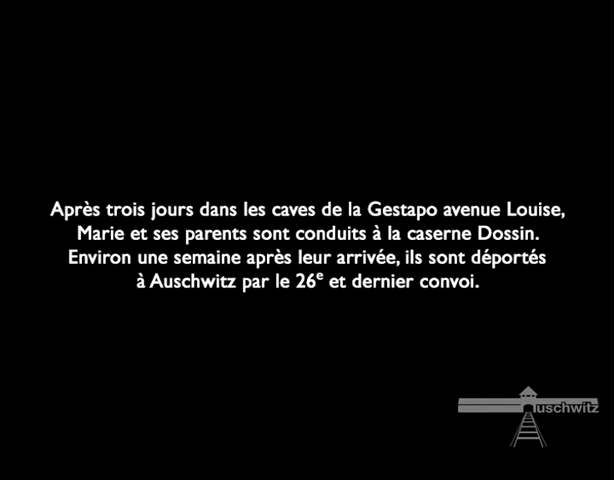 Après trois jours dans les caves de la Gestapo avenue Louise,
Marie et ses parents sont conduits à la caserne Dossin.
Environ une semaine après leur arrivée, ils sont déportés
à Auschwitz par le 26e et dernier convoi.
uschwitz